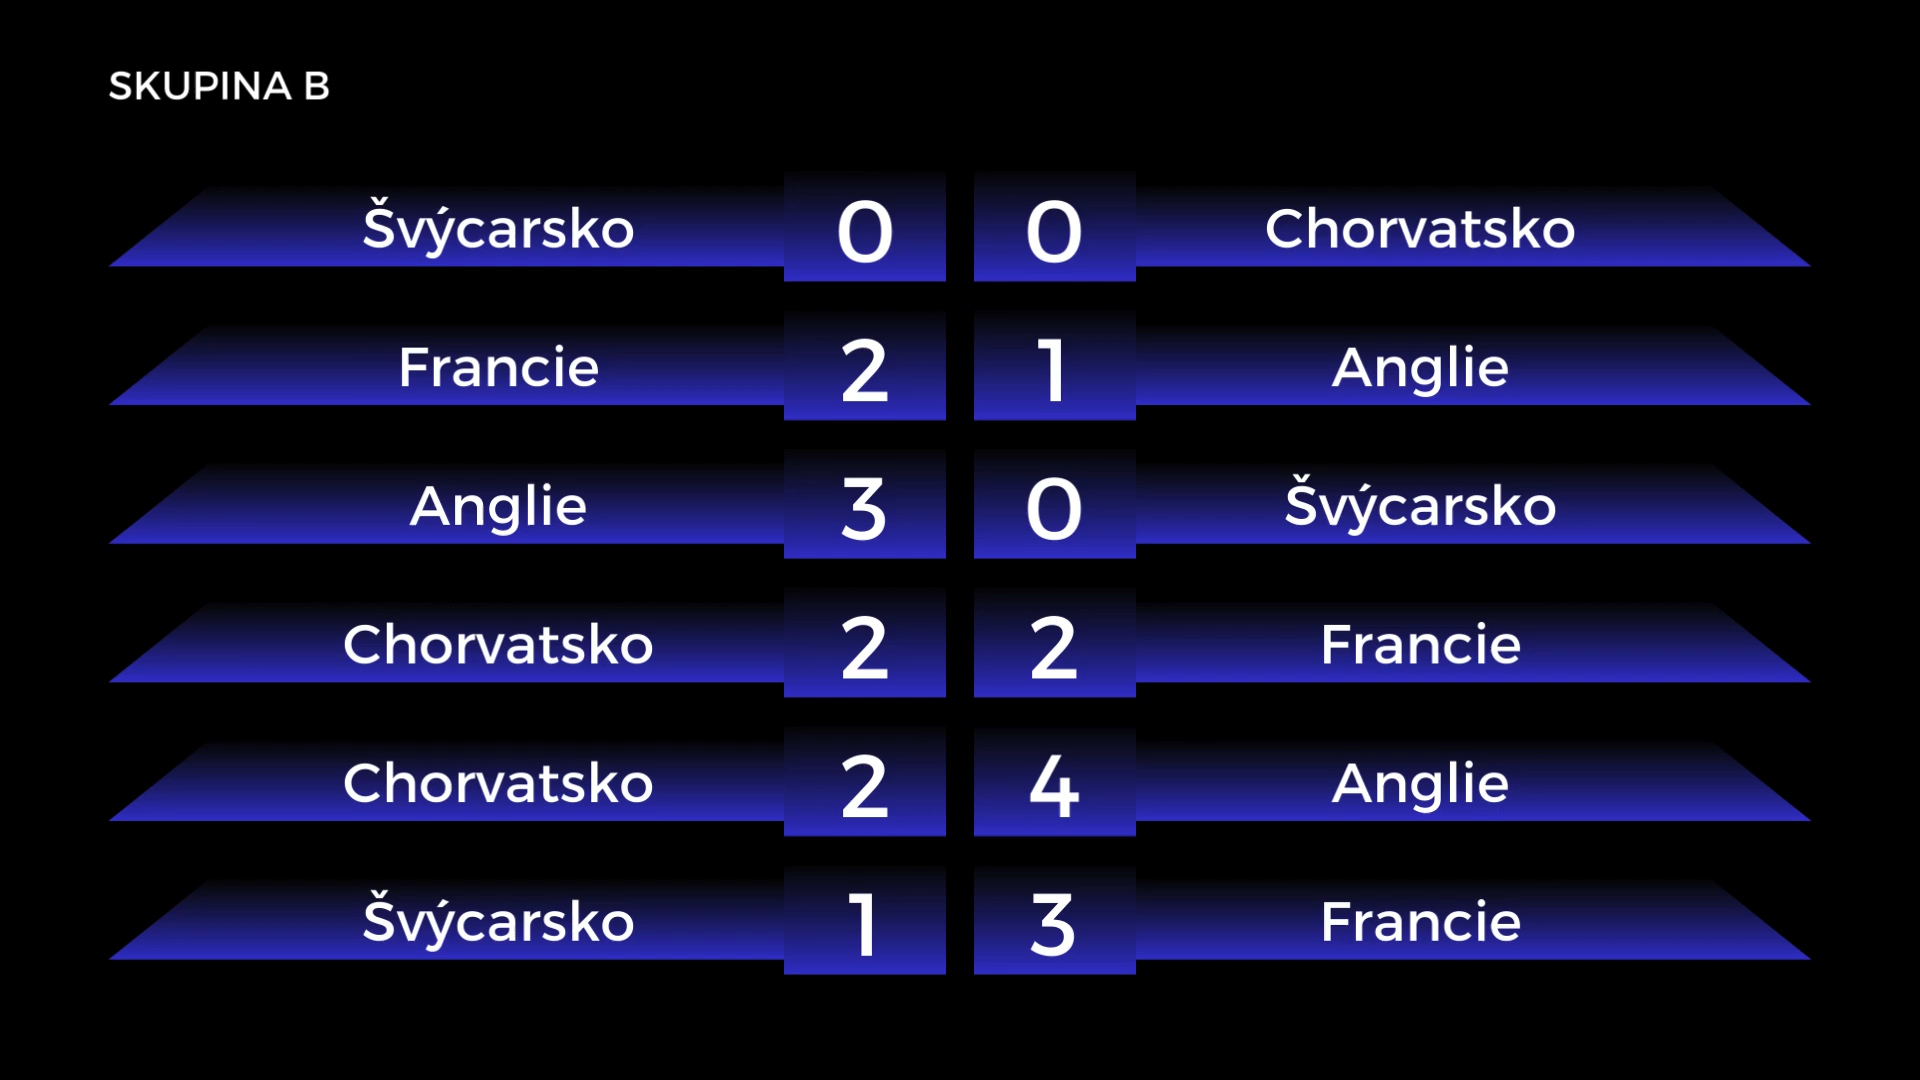 SKUPINA B
Švýcarsko 0 0 Chorvatsko
Francie 2 1 Anglie
Anglie 3 0 Švýcarsko
Chorvatsko 2 2 Francie
Chorvatsko 2 4 Anglie
Švýcarsko 1 3 Francie